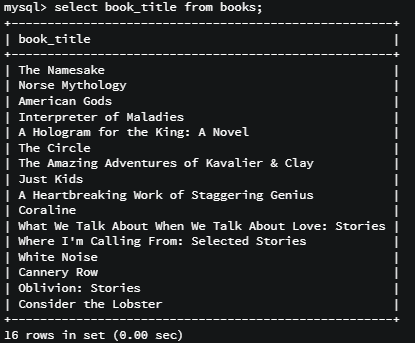 mysql> select book_title from books;
+-----------------------------------------------+
| book_title                                    |
+-----------------------------------------------+
| The Namesake                                  |
| Norse Mythology                               |
| American Gods                                 |
| Interpreter of Maladies                       |
| A Hologram for the King: A Novel              |
| The Circle                                    |
| The Amazing Adventures of Kavalier & Clay     |
| Just Kids                                     |
| A Heartbreaking Work of Staggering Genius     |
| Coraline                                      |
| What We Talk About When We Talk About Love: Stories |
| Where I'm Calling From: Selected Stories      |
| White Noise                                   |
| Cannery Row                                   |
| Oblivion: Stories                             |
| Consider the Lobster                          |
+-----------------------------------------------+
16 rows in set (0.00 sec)